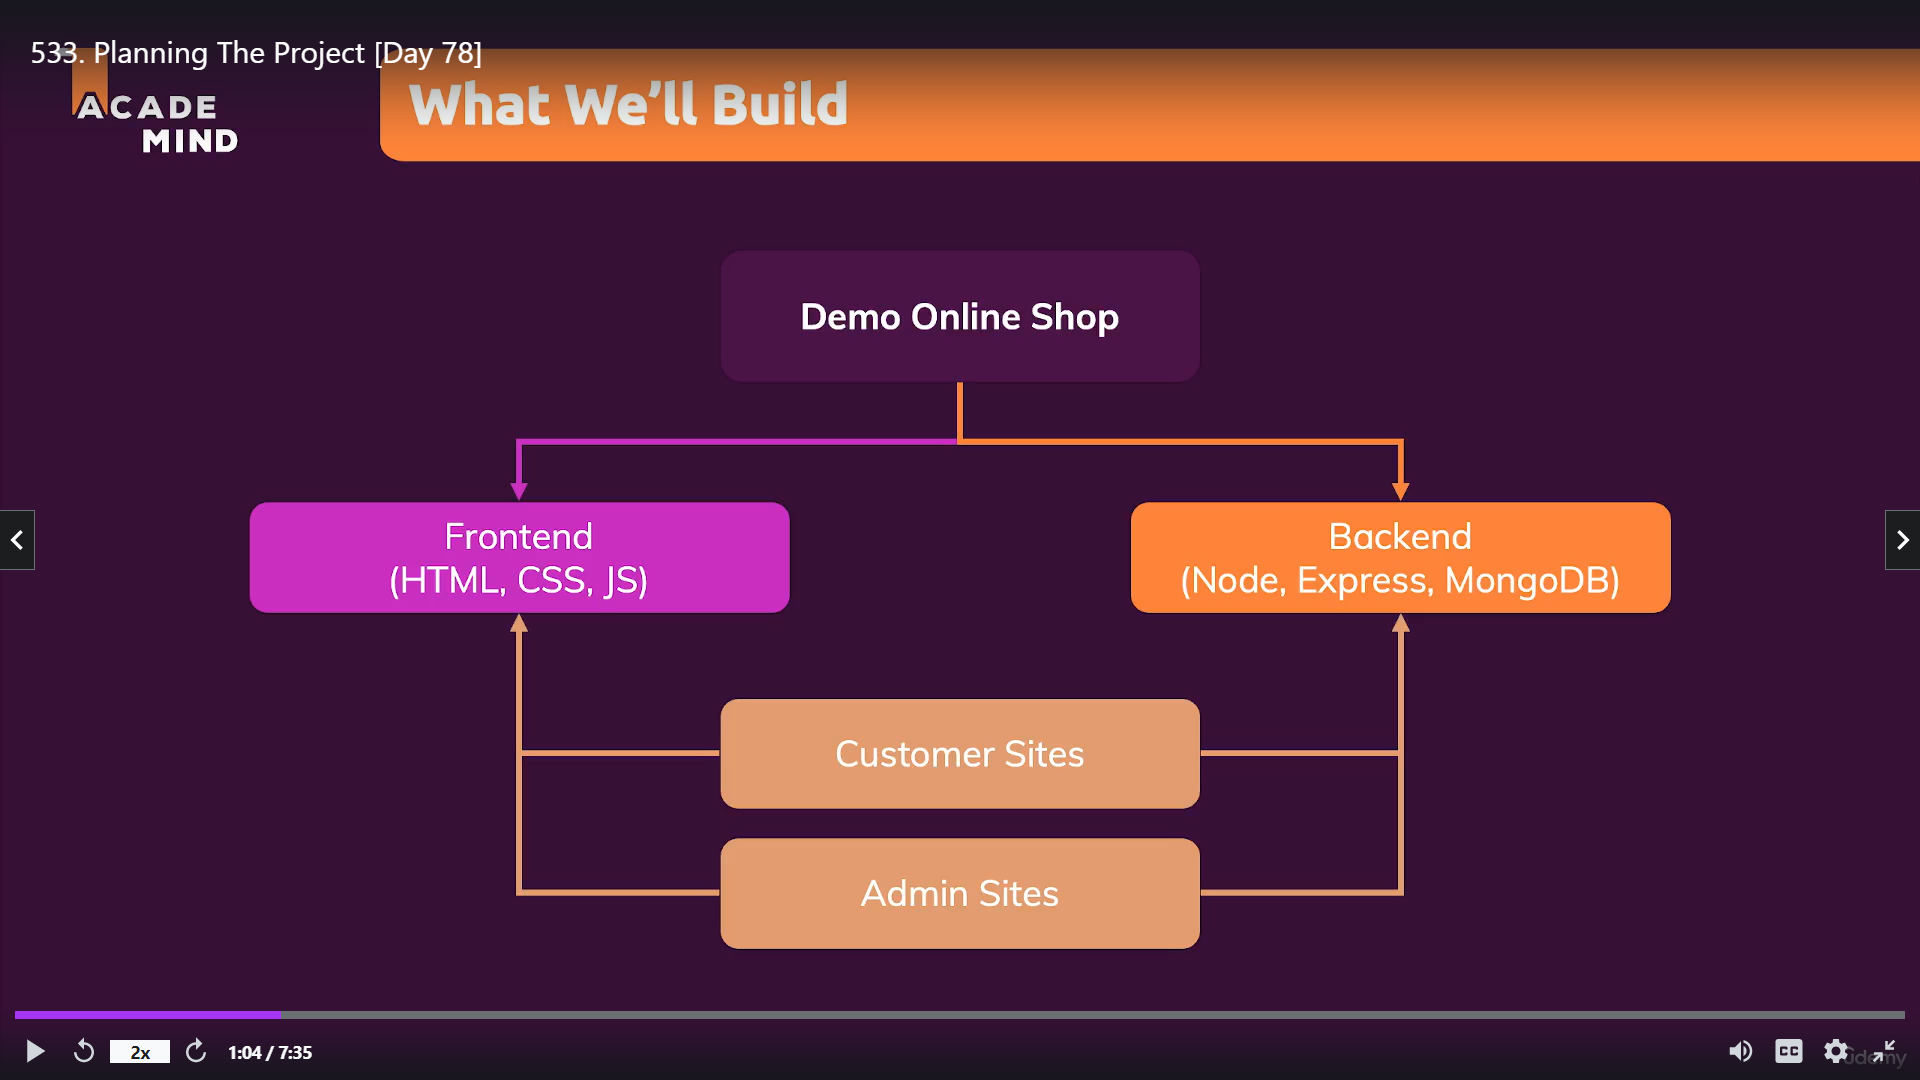 533. Planning The Project [Day 78]
ACADE
MIND
What We'll Build
Demo Online Shop
Frontend
(HTML, CSS, JS)
Backend
(Node, Express, MongoDB)
Customer Sites
Admin Sites
2x
1:04 / 7:35
CC
Udemy